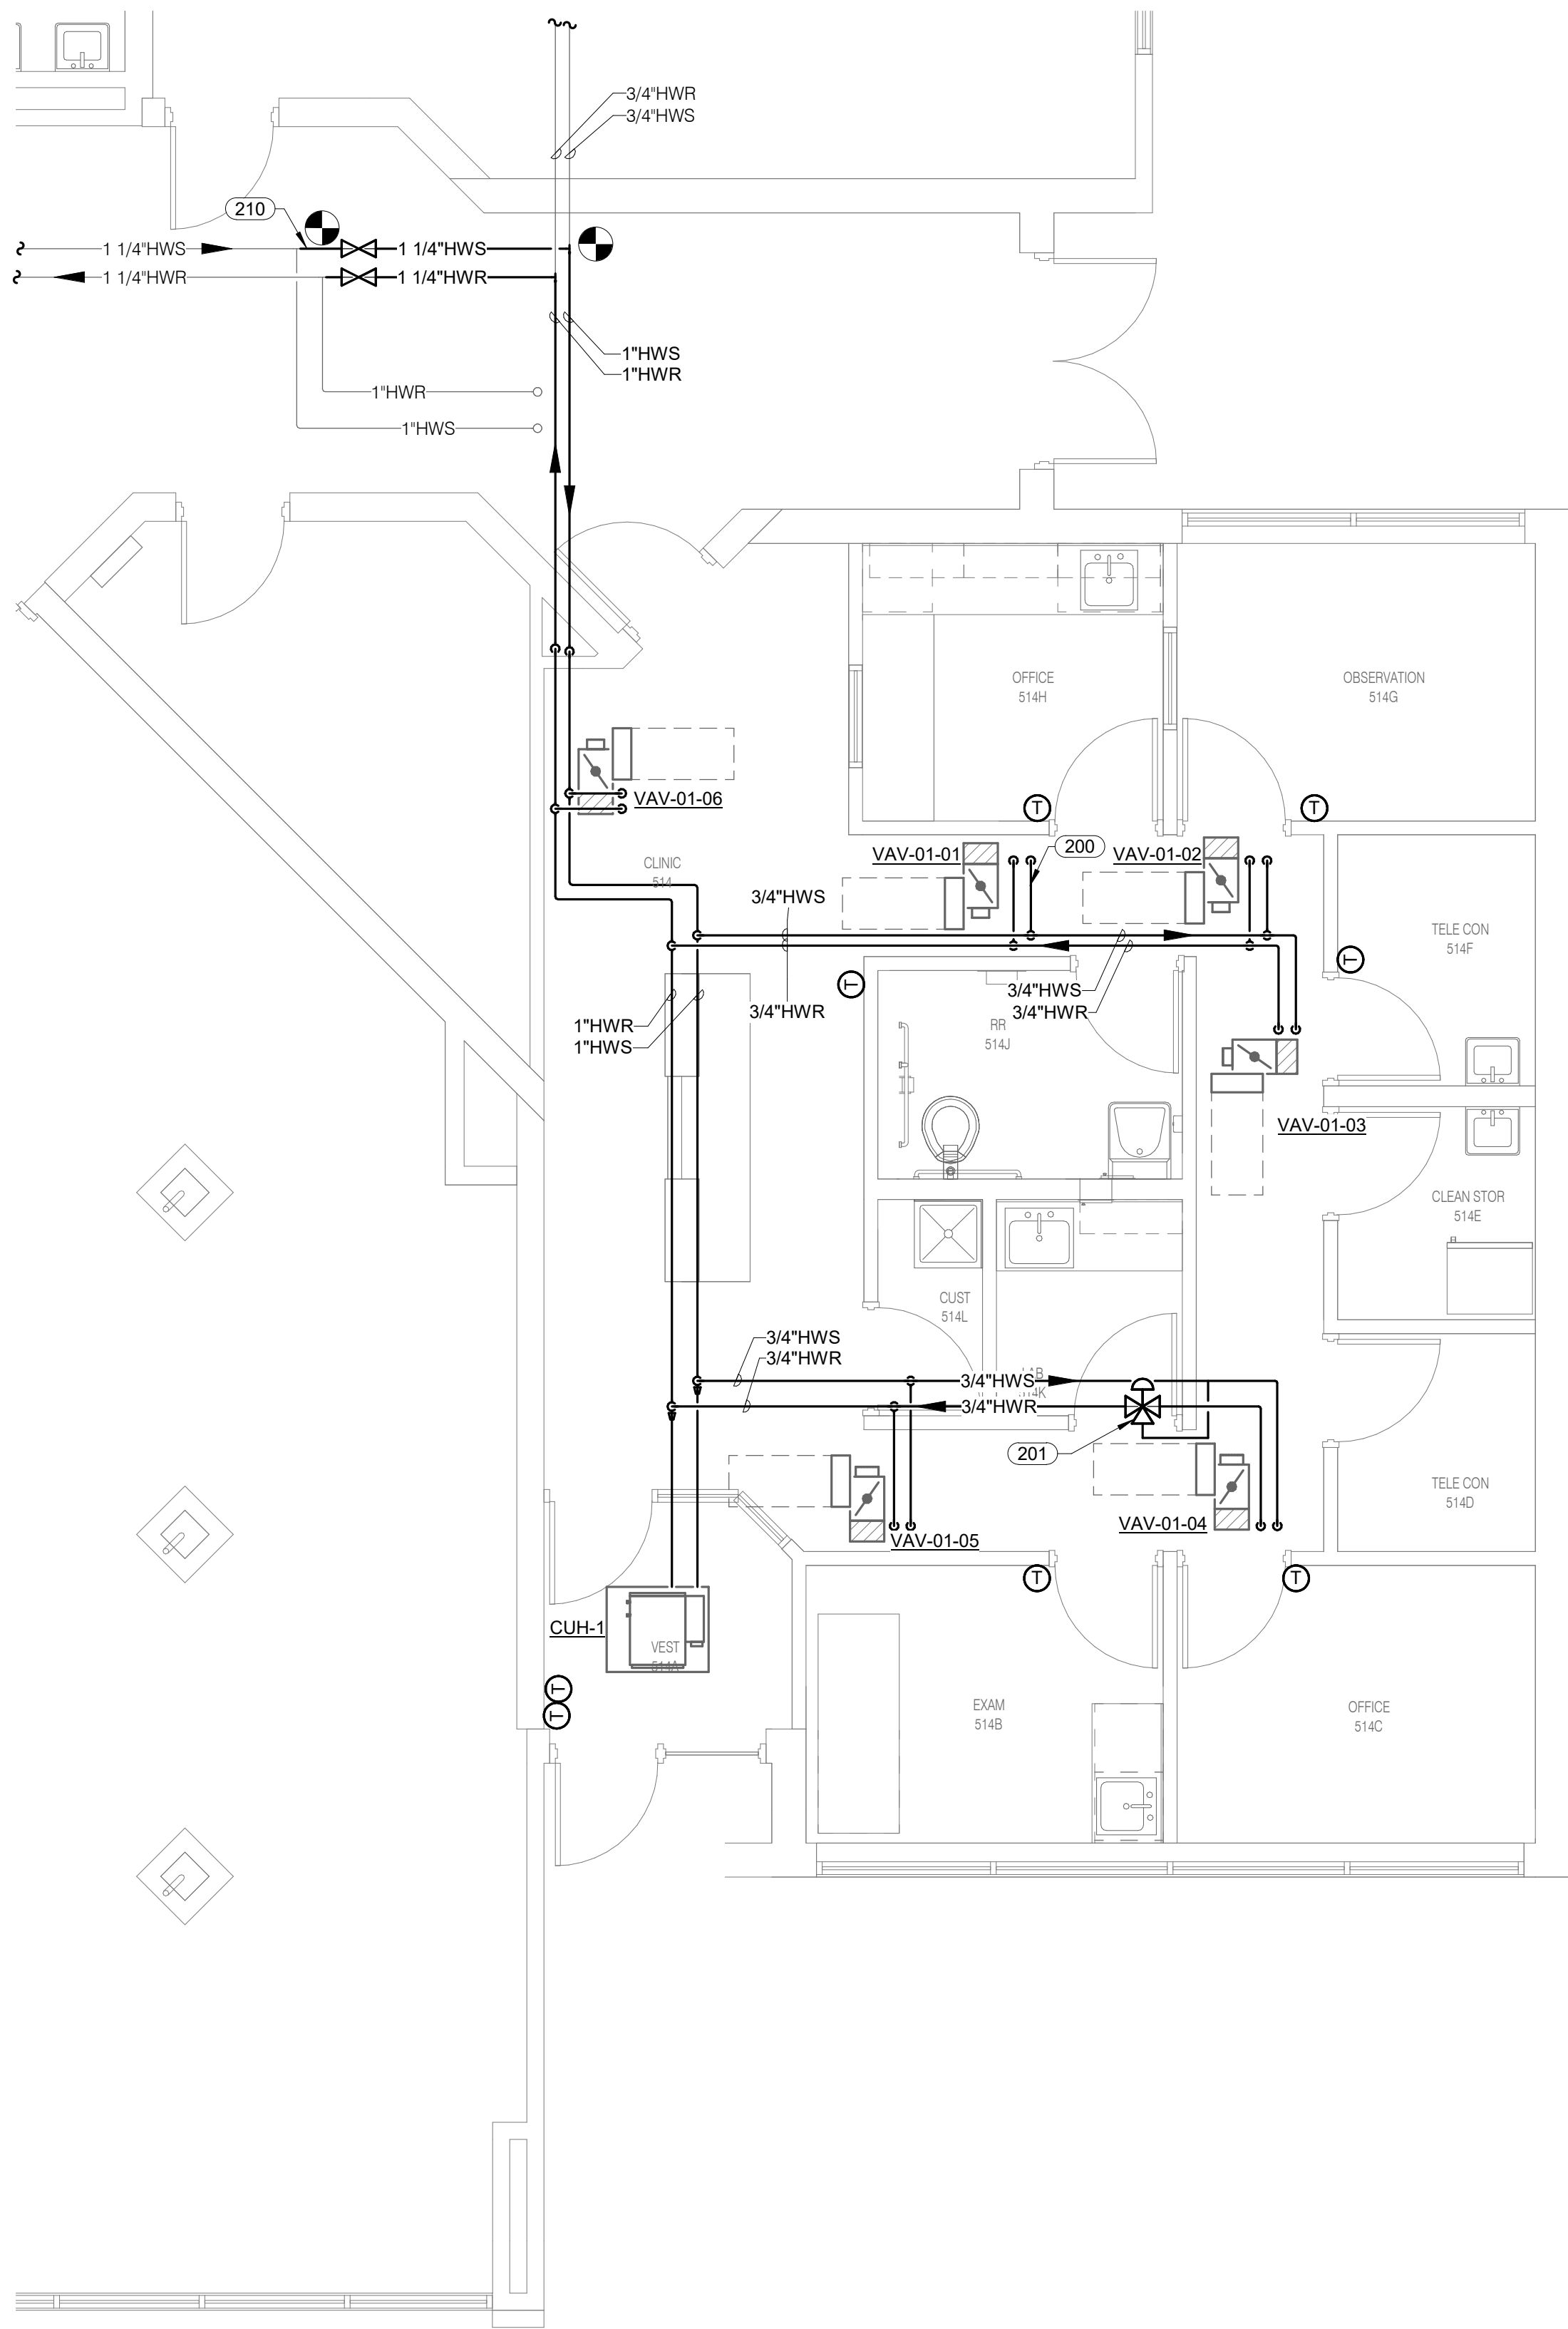 3/4"HWR
3/4"HWS
210
1 1/4"HWS
1 1/4"HWS
1 1/4"HWR
1 1/4"HWR
1"HWS
1"HWR
1"HWR
1"HWS
OFFICE
514H
OBSERVATION
514G
VAV-01-06
T
T
CLINIC
514
VAV-01-01
200
VAV-01-02
3/4"HWS
TELE CON
514F
T
T
3/4"HWS
3/4"HWR
3/4"HWR
1"HWR
1"HWS
RR
514J
VAV-01-03
CLEAN STOR
514E
CUST
514L
3/4"HWS
3/4"HWR
3/4"HWS
3/4"HWR
201
TELE CON
514D
VAV-01-05
VAV-01-04
T
T
CUH-1
VEST
514A
T
T
EXAM
514B
OFFICE
514C